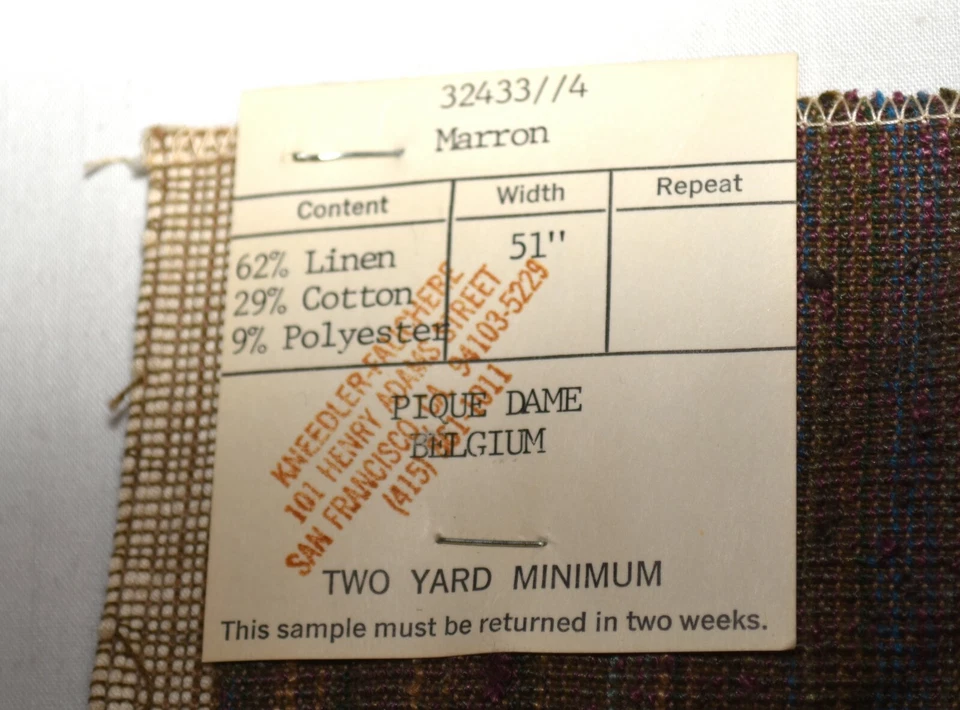 32433//4
Marron
Content
Width
Repeat
62% Linen
29% Cotton
9% Polyester
51"
KNEEDLER-FAUCHERE
101 HENRY ADAMS STREET
SAN FRANCISCO, CA 94103-5229
(415)
PIQUE DAME
BELGIUM
TWO YARD MINIMUM
This sample must be returned in two weeks.